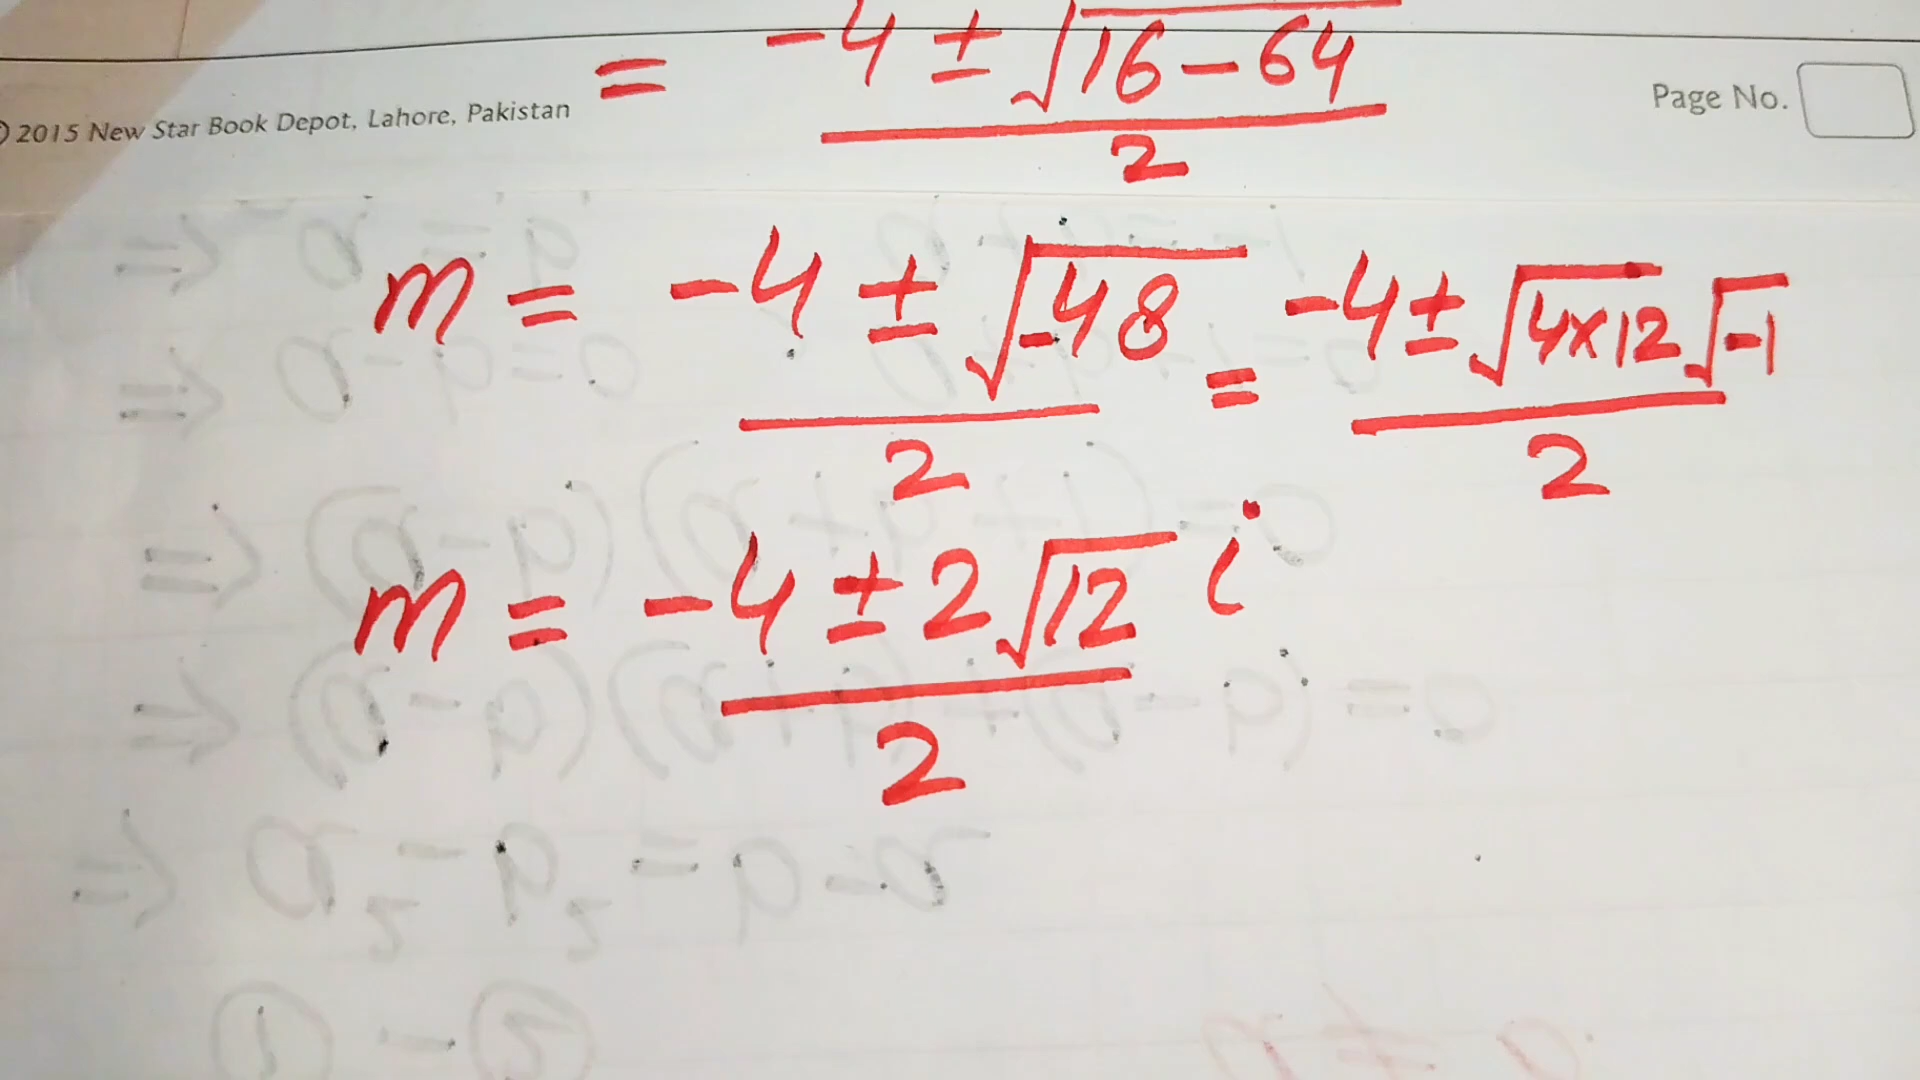 = -4 ± √16-64 / 2
© 2015 New Star Book Depot, Lahore, Pakistan
Page No.
m = -4 ± √-48 / 2 = -4 ± √4×12 √-1 / 2
m = -4 ± 2√12 i / 2